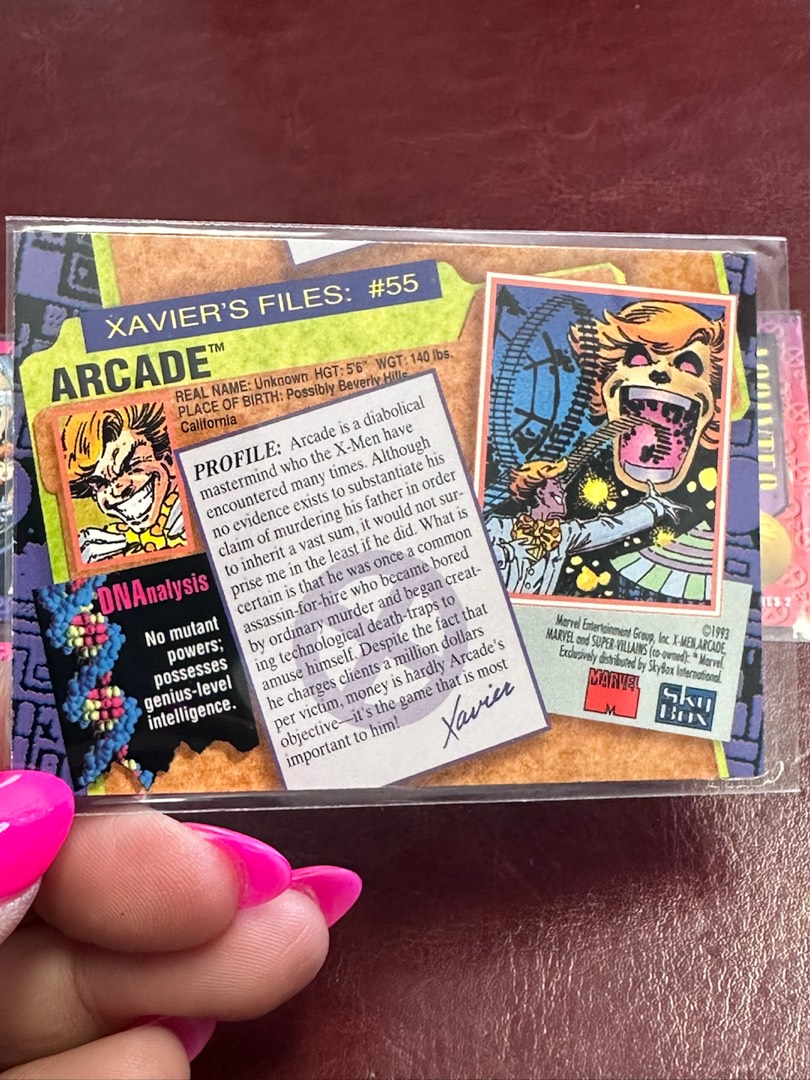 XAVIER'S FILES: #55
ARCADE™
REAL NAME: Unknown HGT: 5'6" WGT: 140 lbs.
PLACE OF BIRTH: Possibly Beverly Hills
California
PROFILE: Arcade is a diabolical
mastermind who the X-Men have
encountered many times. Although
no evidence exists to substantiate his
claim of murdering his father in order
to inherit a vast sum, it would not sur-
prise me in the least if he did. What is
certain is that he was once a common
assassin-for-hire who became bored
by ordinary murder and began creat-
ing technological death-traps to
amuse himself. Despite the fact that
he charges clients a million dollars
per victim, money is hardly Arcade's
objective—it's the game that is most
important to him!
Xavier
DNAnalysis
No mutant
powers;
possesses
genius-level
intelligence.
©1993
Marvel Entertainment Group, Inc. X-MEN, ARCADE,
MARVEL and SUPER-VILLAINS (co-owned): ™ Marvel.
Exclusively distributed by SkyBox International.
MARVEL
M
SKY
BOX